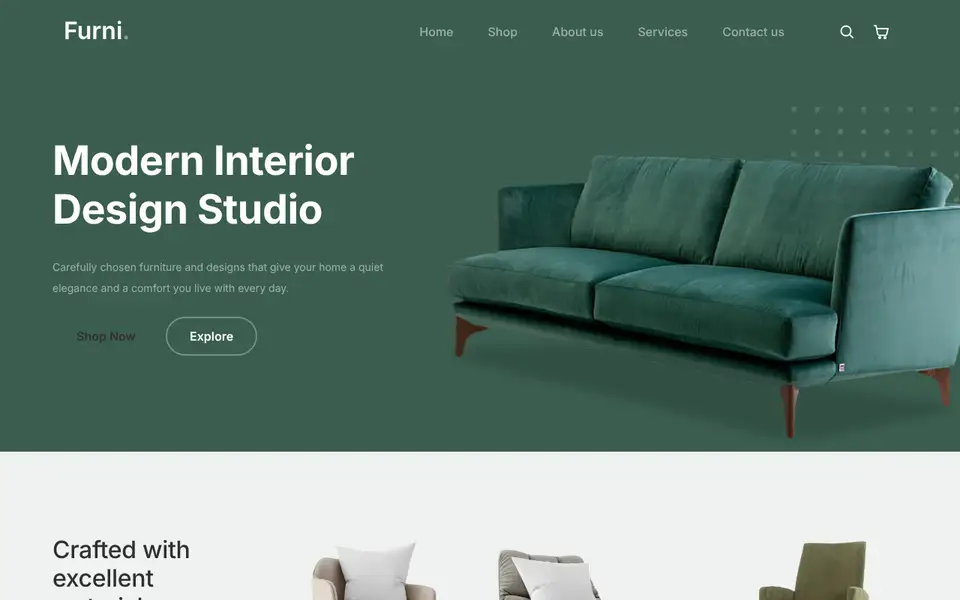 Furni.
Home
Shop
About us
Services
Contact us
Modern Interior
Design Studio
Carefully chosen furniture and designs that give your home a quiet
elegance and a comfort you live with every day.
Shop Now
Explore
Crafted with
excellent